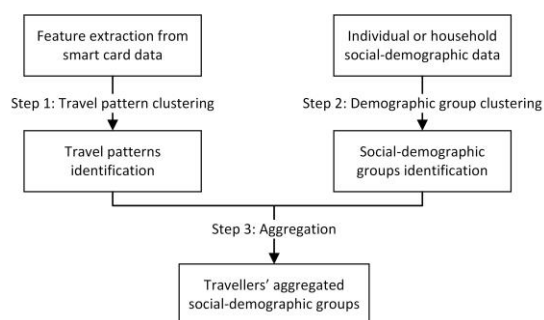 Feature extraction from
smart card data
Individual or household
social-demographic data
Step 1: Travel pattern clustering
Step 2: Demographic group clustering
Travel patterns
identification
Social-demographic
groups identification
Step 3: Aggregation
Travellers’ aggregated
social-demographic groups